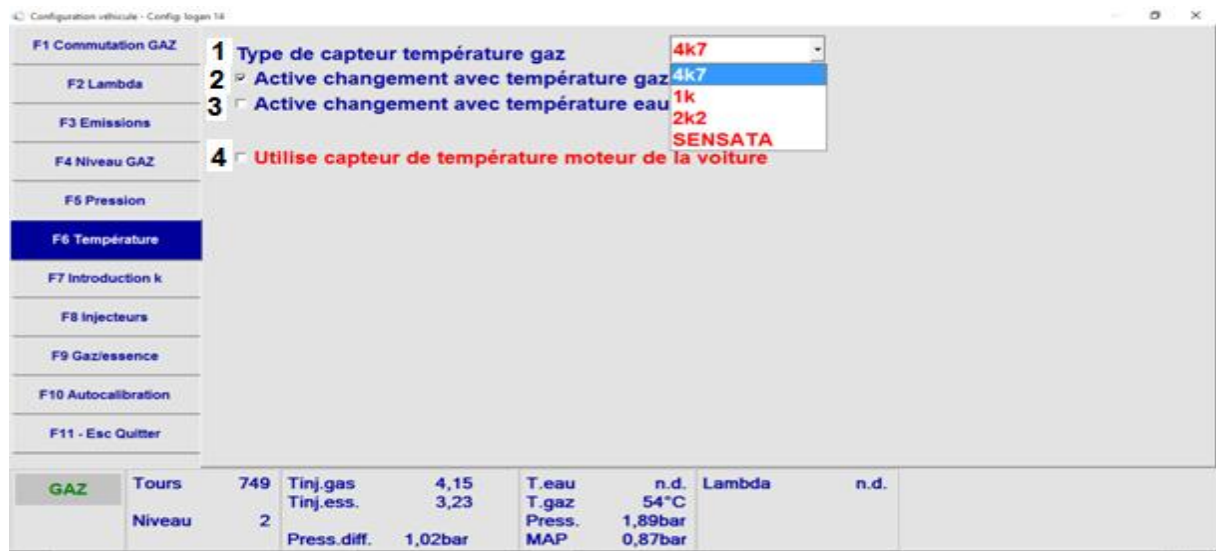 Configuration véhicule - Config: logan 14
F1 Commutation GAZ
F2 Lambda
F3 Emissions
F4 Niveau GAZ
F5 Pression
F6 Température
F7 Introduction k
F8 Injecteurs
F9 Gaz/essence
F10 Autocalibration
F11 - Esc Quitter
1 Type de capteur température gaz 4k7
2 Active changement avec température gaz 4k7
3 Active changement avec température eau 1k
2k2
SENSATA
4 Utilise capteur de température moteur de la voiture
GAZ Tours 749 Tinj.gas 4,15 T.eau n.d. Lambda n.d.
Tinj.ess. 3,23 T.gaz 54°C
Niveau 2 Press. 1,89bar
Press.diff. 1,02bar MAP 0,87bar